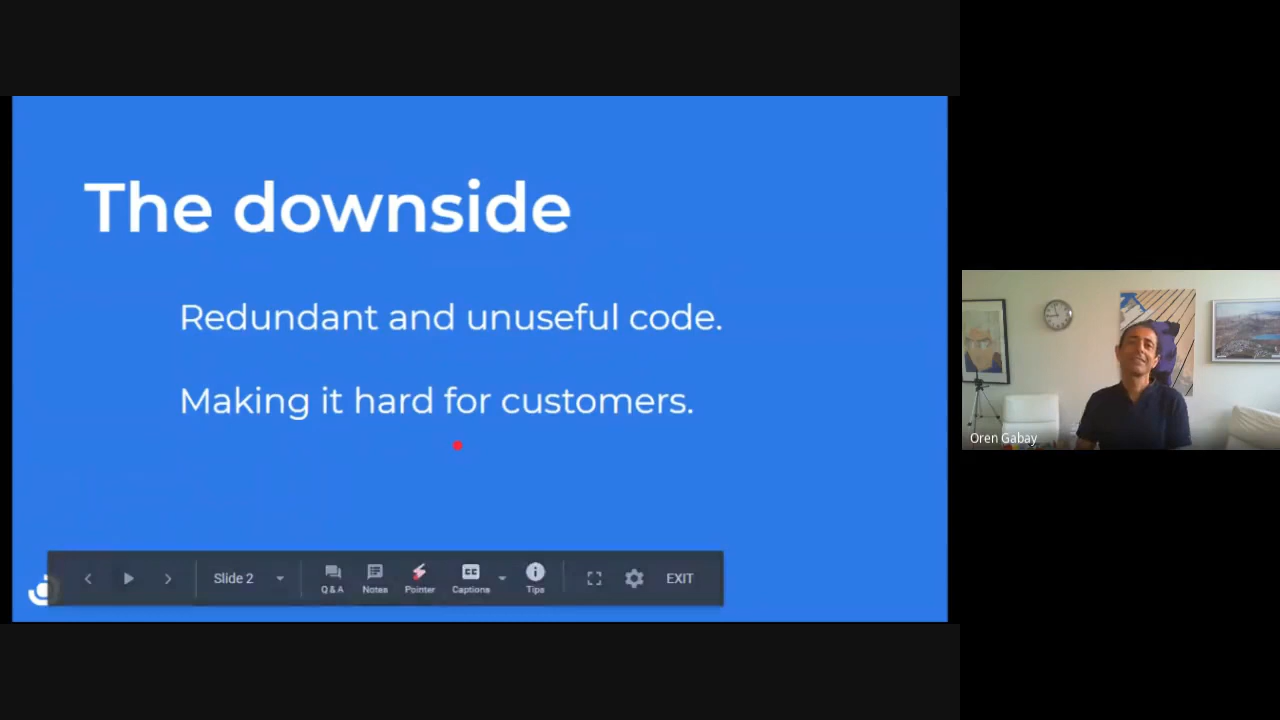 The downside
Redundant and unuseful code.
Making it hard for customers.
Slide 2
Q & A
Notes
Pointer
CC
Captions
Tips
EXIT
Oren Gabay